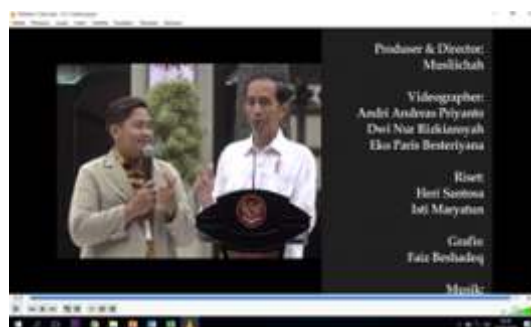 Produser & Director:
Muslichah
Videographer:
Andri Andreas Priyanto
Dwi Nur Rizkiansyah
Eko Paris Besteriyana
Riset:
Heri Santosa
Isti Maryatun
Grafis:
Faiz Beshadeq
Musik: